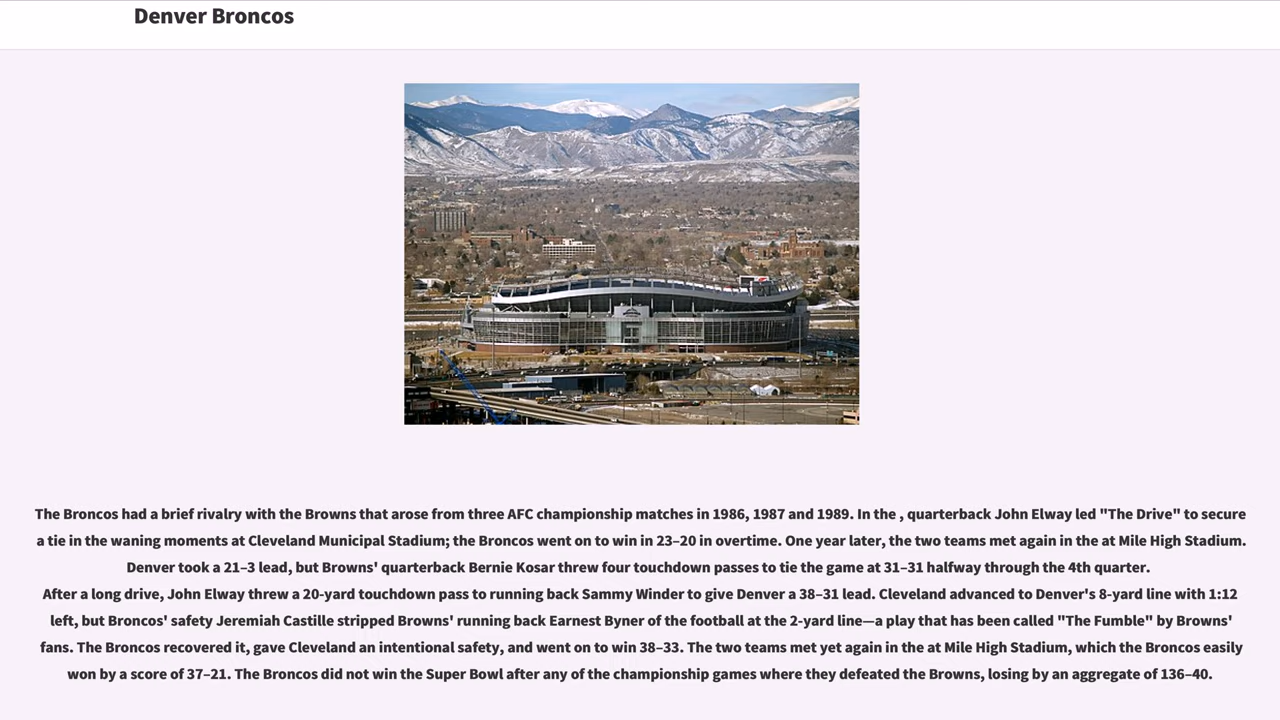 Denver Broncos
The Broncos had a brief rivalry with the Browns that arose from three AFC championship matches in 1986, 1987 and 1989. In the , quarterback John Elway led "The Drive" to secure
a tie in the waning moments at Cleveland Municipal Stadium; the Broncos went on to win in 23–20 in overtime. One year later, the two teams met again in the at Mile High Stadium.
Denver took a 21–3 lead, but Browns' quarterback Bernie Kosar threw four touchdown passes to tie the game at 31–31 halfway through the 4th quarter.
After a long drive, John Elway threw a 20-yard touchdown pass to running back Sammy Winder to give Denver a 38–31 lead. Cleveland advanced to Denver's 8-yard line with 1:12
left, but Broncos' safety Jeremiah Castille stripped Browns' running back Earnest Byner of the football at the 2-yard line—a play that has been called "The Fumble" by Browns'
fans. The Broncos recovered it, gave Cleveland an intentional safety, and went on to win 38–33. The two teams met yet again in the at Mile High Stadium, which the Broncos easily
won by a score of 37–21. The Broncos did not win the Super Bowl after any of the championship games where they defeated the Browns, losing by an aggregate of 136–40.